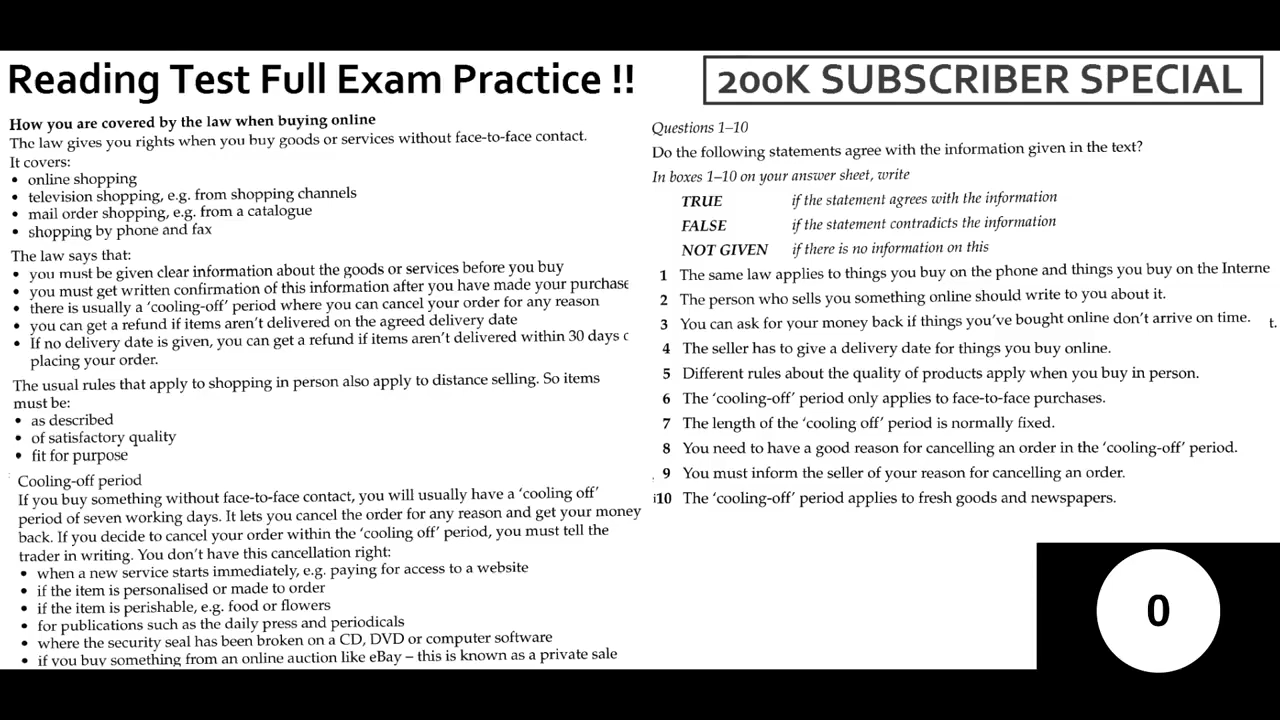 Reading Test Full Exam Practice !!
200K SUBSCRIBER SPECIAL
How you are covered by the law when buying online
The law gives you rights when you buy goods or services without face-to-face contact.
It covers:
• online shopping
• television shopping, e.g. from shopping channels
• mail order shopping, e.g. from a catalogue
• shopping by phone and fax
The law says that:
• you must be given clear information about the goods or services before you buy
• you must get written confirmation of this information after you have made your purchase
• there is usually a ‘cooling-off’ period where you can cancel your order for any reason
• you can get a refund if items aren’t delivered on the agreed delivery date
• If no delivery date is given, you can get a refund if items aren’t delivered within 30 days
placing your order.
The usual rules that apply to shopping in person also apply to distance selling. So items
must be:
• as described
• of satisfactory quality
• fit for purpose
Cooling-off period
If you buy something without face-to-face contact, you will usually have a ‘cooling off’
period of seven working days. It lets you cancel the order for any reason and get your money
back. If you decide to cancel your order within the ‘cooling off’ period, you must tell the
trader in writing. You don’t have this cancellation right:
• when a new service starts immediately, e.g. paying for access to a website
• if the item is personalised or made to order
• if the item is perishable, e.g. food or flowers
• for publications such as the daily press and periodicals
• where the security seal has been broken on a CD, DVD or computer software
• if you buy something from an online auction like eBay – this is known as a private sale
Questions 1–10
Do the following statements agree with the information given in the text?
In boxes 1–10 on your answer sheet, write
TRUE if the statement agrees with the information
FALSE if the statement contradicts the information
NOT GIVEN if there is no information on this
1 The same law applies to things you buy on the phone and things you buy on the Interne
2 The person who sells you something online should write to you about it.
3 You can ask for your money back if things you’ve bought online don’t arrive on time. t.
4 The seller has to give a delivery date for things you buy online.
5 Different rules about the quality of products apply when you buy in person.
6 The ‘cooling-off’ period only applies to face-to-face purchases.
7 The length of the ‘cooling off’ period is normally fixed.
8 You need to have a good reason for cancelling an order in the ‘cooling-off’ period.
9 You must inform the seller of your reason for cancelling an order.
10 The ‘cooling-off’ period applies to fresh goods and newspapers.
0